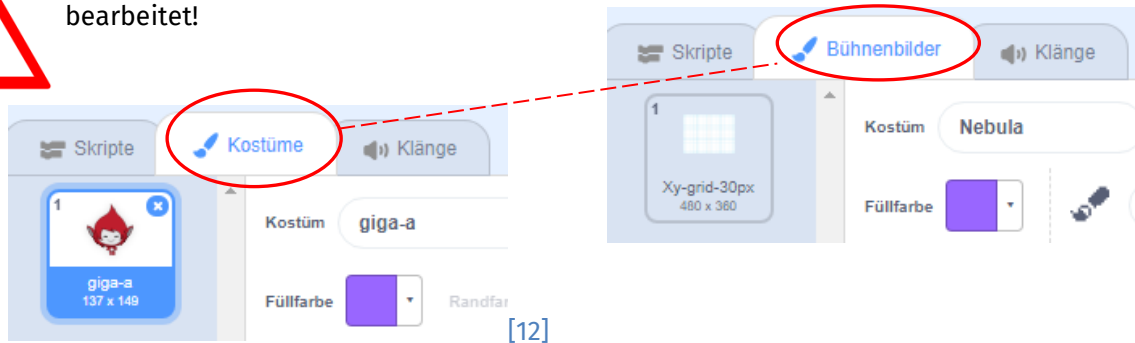 bearbeitet!
Skripte Kostüme Klänge
1
giga-a
137 x 149
Kostüm giga-a
Füllfarbe Randfar
[12]
Skripte Bühnenbilder Klänge
1
Xy-grid-30px
480 x 360
Kostüm Nebula
Füllfarbe